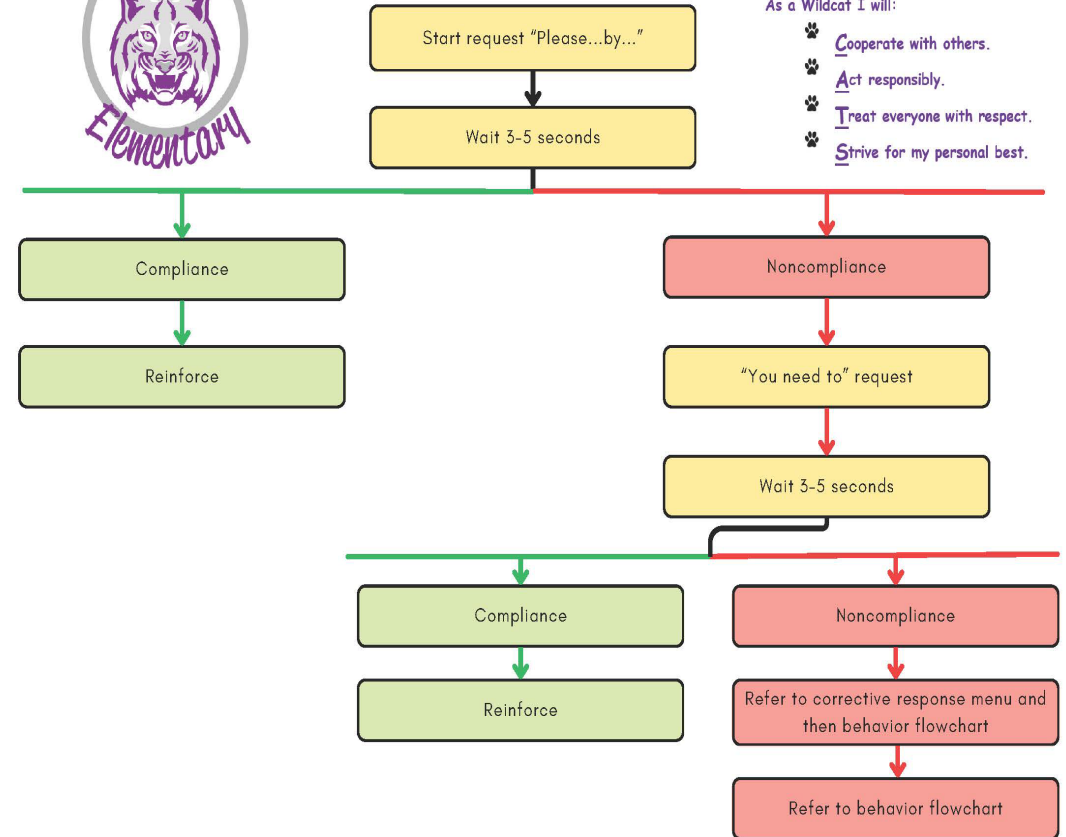 Elementary
Start request “Please...by...”
Wait 3-5 seconds
As a Wildcat I will:
Cooperate with others.
Act responsibly.
Treat everyone with respect.
Strive for my personal best.
Compliance
Noncompliance
Reinforce
“You need to” request
Wait 3-5 seconds
Compliance
Noncompliance
Reinforce
Refer to corrective response menu and
then behavior flowchart
Refer to behavior flowchart